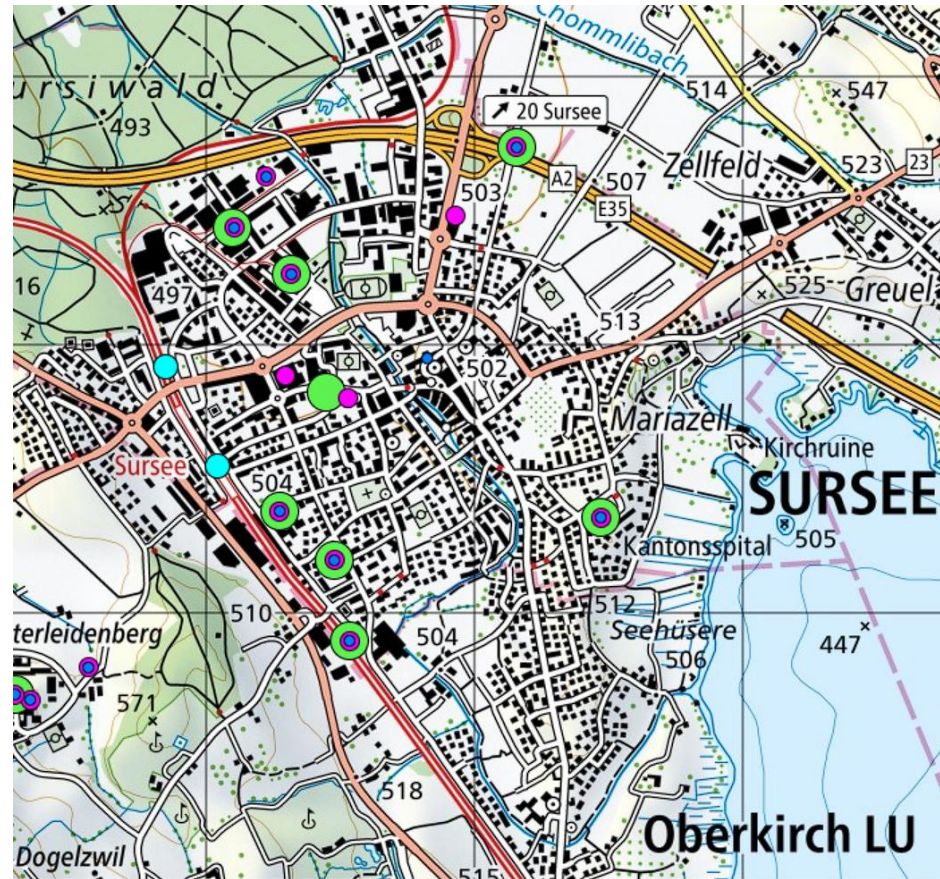 Chommlibach
ursiwald
493
20 Sursee
514
547
Zellfeld
523
23
503
A2
507
E35
16
497
525
Greuel
513
502
Mariazell
Kirchruine
Sursee
504
SURSEE
505
Kantonsspital
510
512
504
Seehüsere
506
447
terleidenberg
571
518
Oberkirch LU
Dogelzwil
515